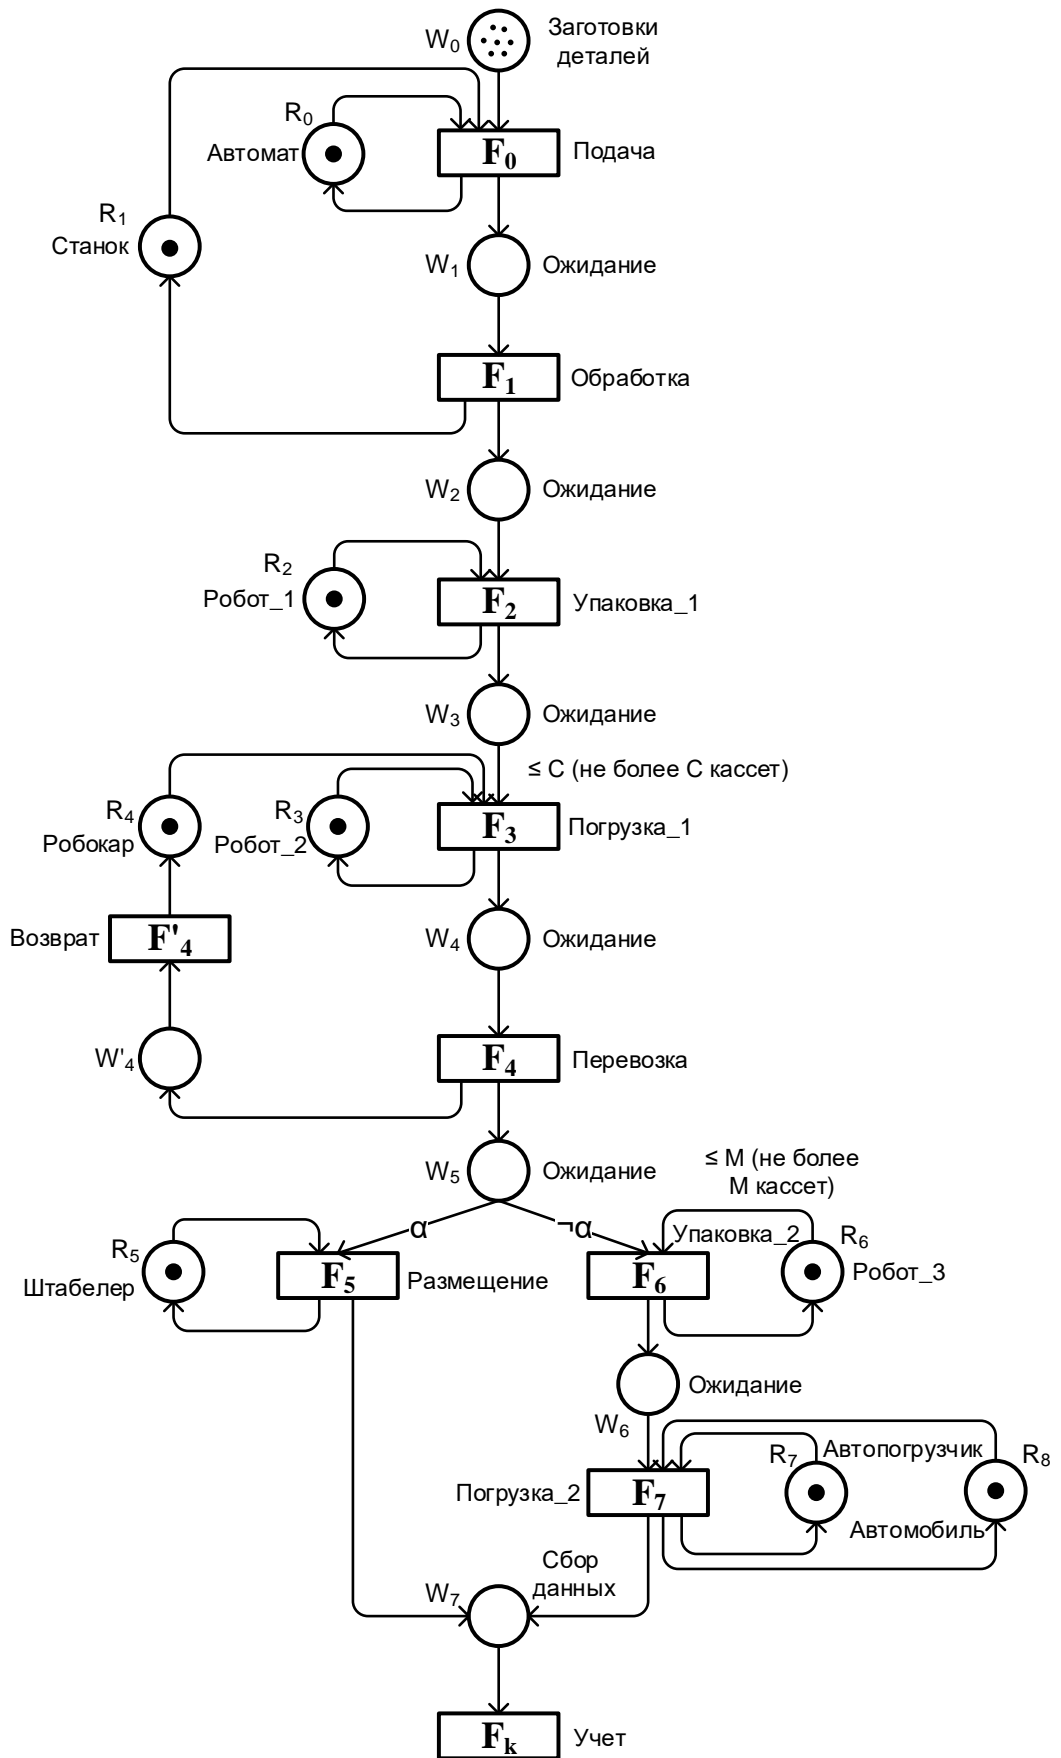 W0
Заготовки
деталей
R0
Автомат
F0
Подача
R1
Станок
W1
Ожидание
F1
Обработка
W2
Ожидание
R2
Робот_1
F2
Упаковка_1
W3
Ожидание
≤ C (не более C кассет)
R4
Робокар
R3
Робот_2
F3
Погрузка_1
Возврат
F'4
W4
Ожидание
W'4
F4
Перевозка
W5
Ожидание
≤ M (не более
M кассет)
α
¬α
R5
Штабелер
F5
Размещение
Упаковка_2
F6
R6
Робот_3
Ожидание
W6
Погрузка_2
F7
R7
Автопогрузчик
R8
Автомобиль
Сбор
данных
W7
Fk
Учет